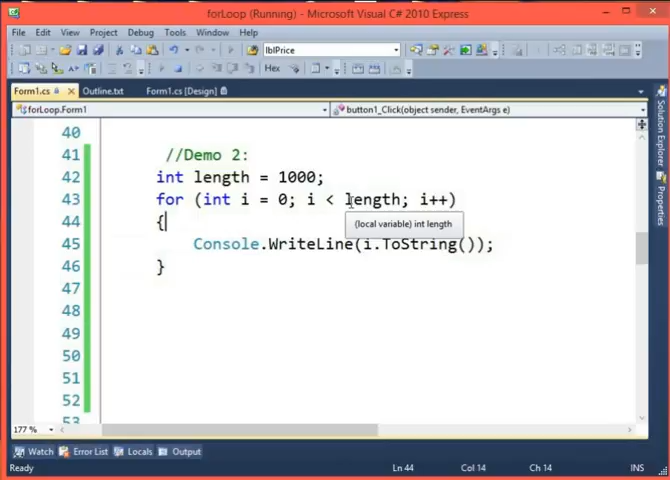 forLoop (Running) - Microsoft Visual C# 2010 Express
File Edit View Project Debug Tools Window Help
lblPrice
Hex
Form1.cs Outline.txt Form1.cs [Design]
forLoop.Form1 button1_Click(object sender, EventArgs e)
40
41 //Demo 2:
42 int length = 1000;
43 for (int i = 0; i < length; i++)
(local variable) int length
44 {
45 Console.WriteLine(i.ToString());
46 }
47
48
49
50
51
52
53
177 %
Watch Error List Locals Output
Ln 44 Col 14 Ch 14 INS
Solution Explorer
Properties